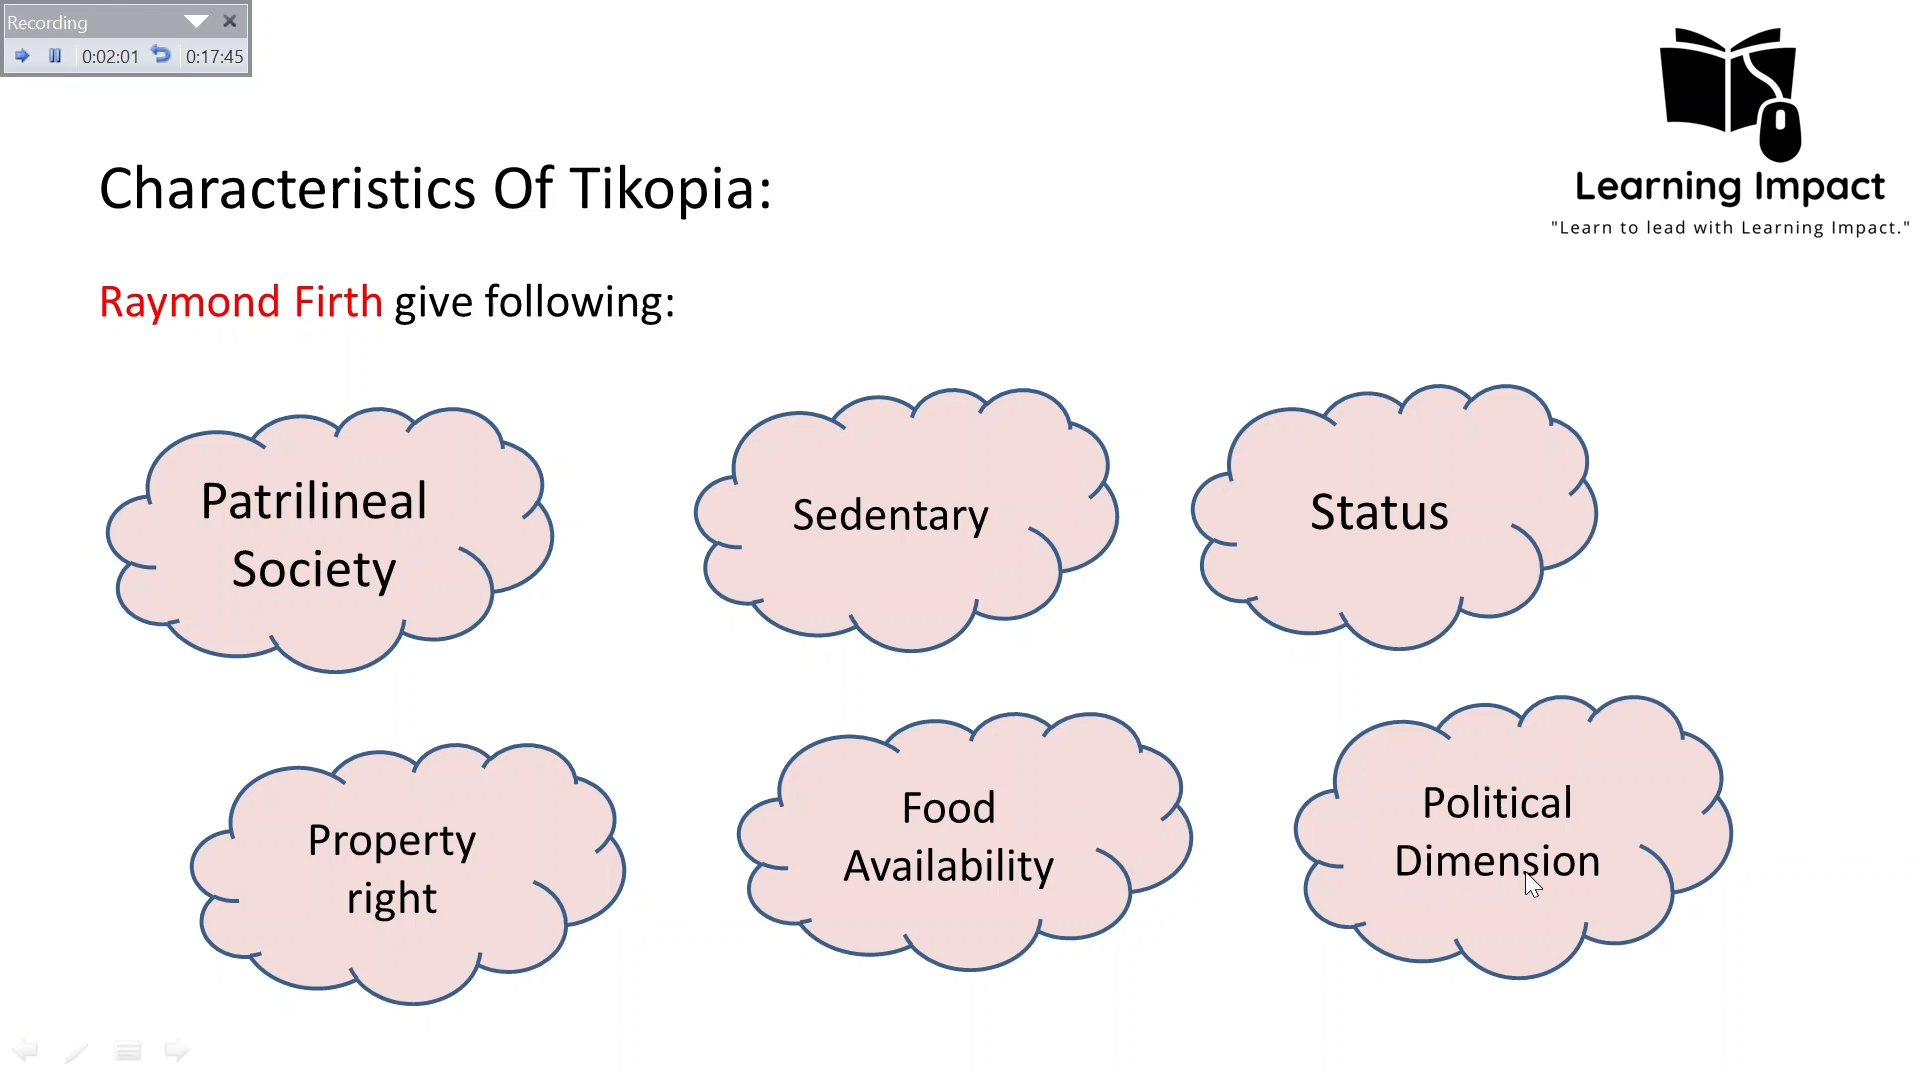 Recording
0:02:01 0:17:45
Learning Impact
"Learn to lead with Learning Impact."
Characteristics Of Tikopia:
Raymond Firth give following:
Patrilineal
Society
Sedentary
Status
Property
right
Food
Availability
Political
Dimension